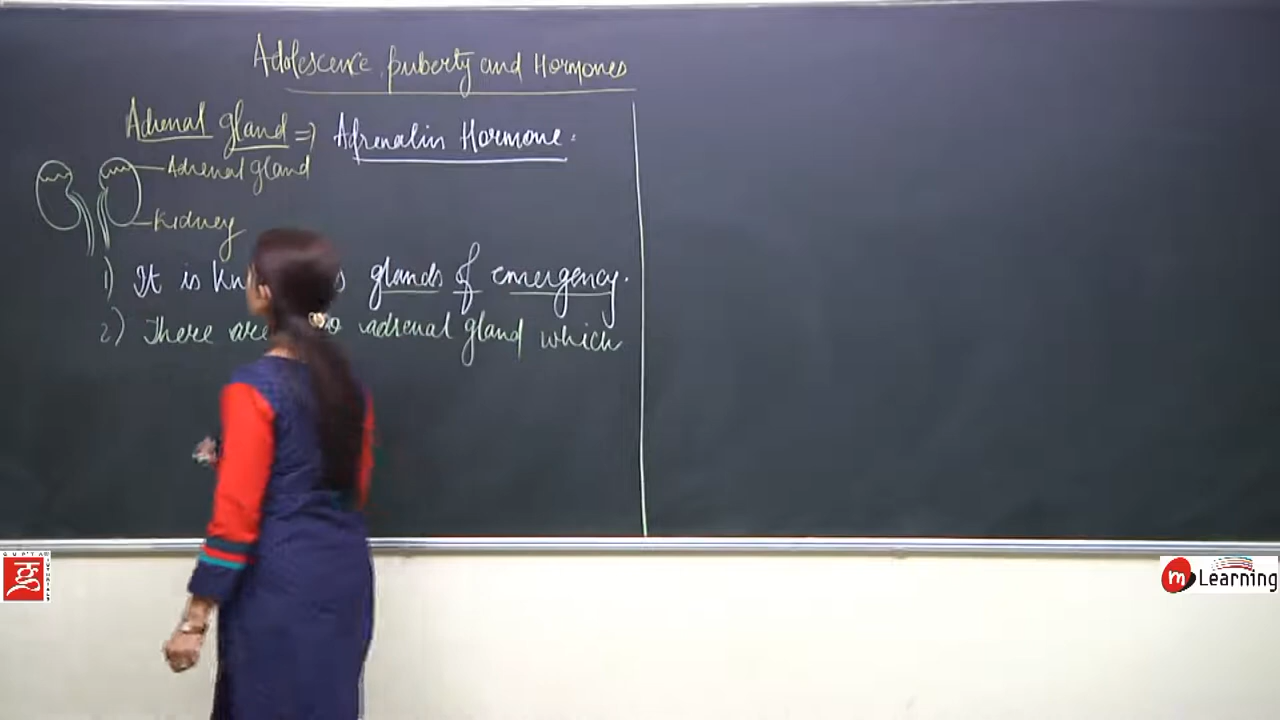 Adolescence, puberty and Hormones
Adrenal gland => Adrenalin Hormone.
Adrenal gland
Kidney
1) It is glands of emergency.
2) There are adrenal gland which
GUPTA
m Learning